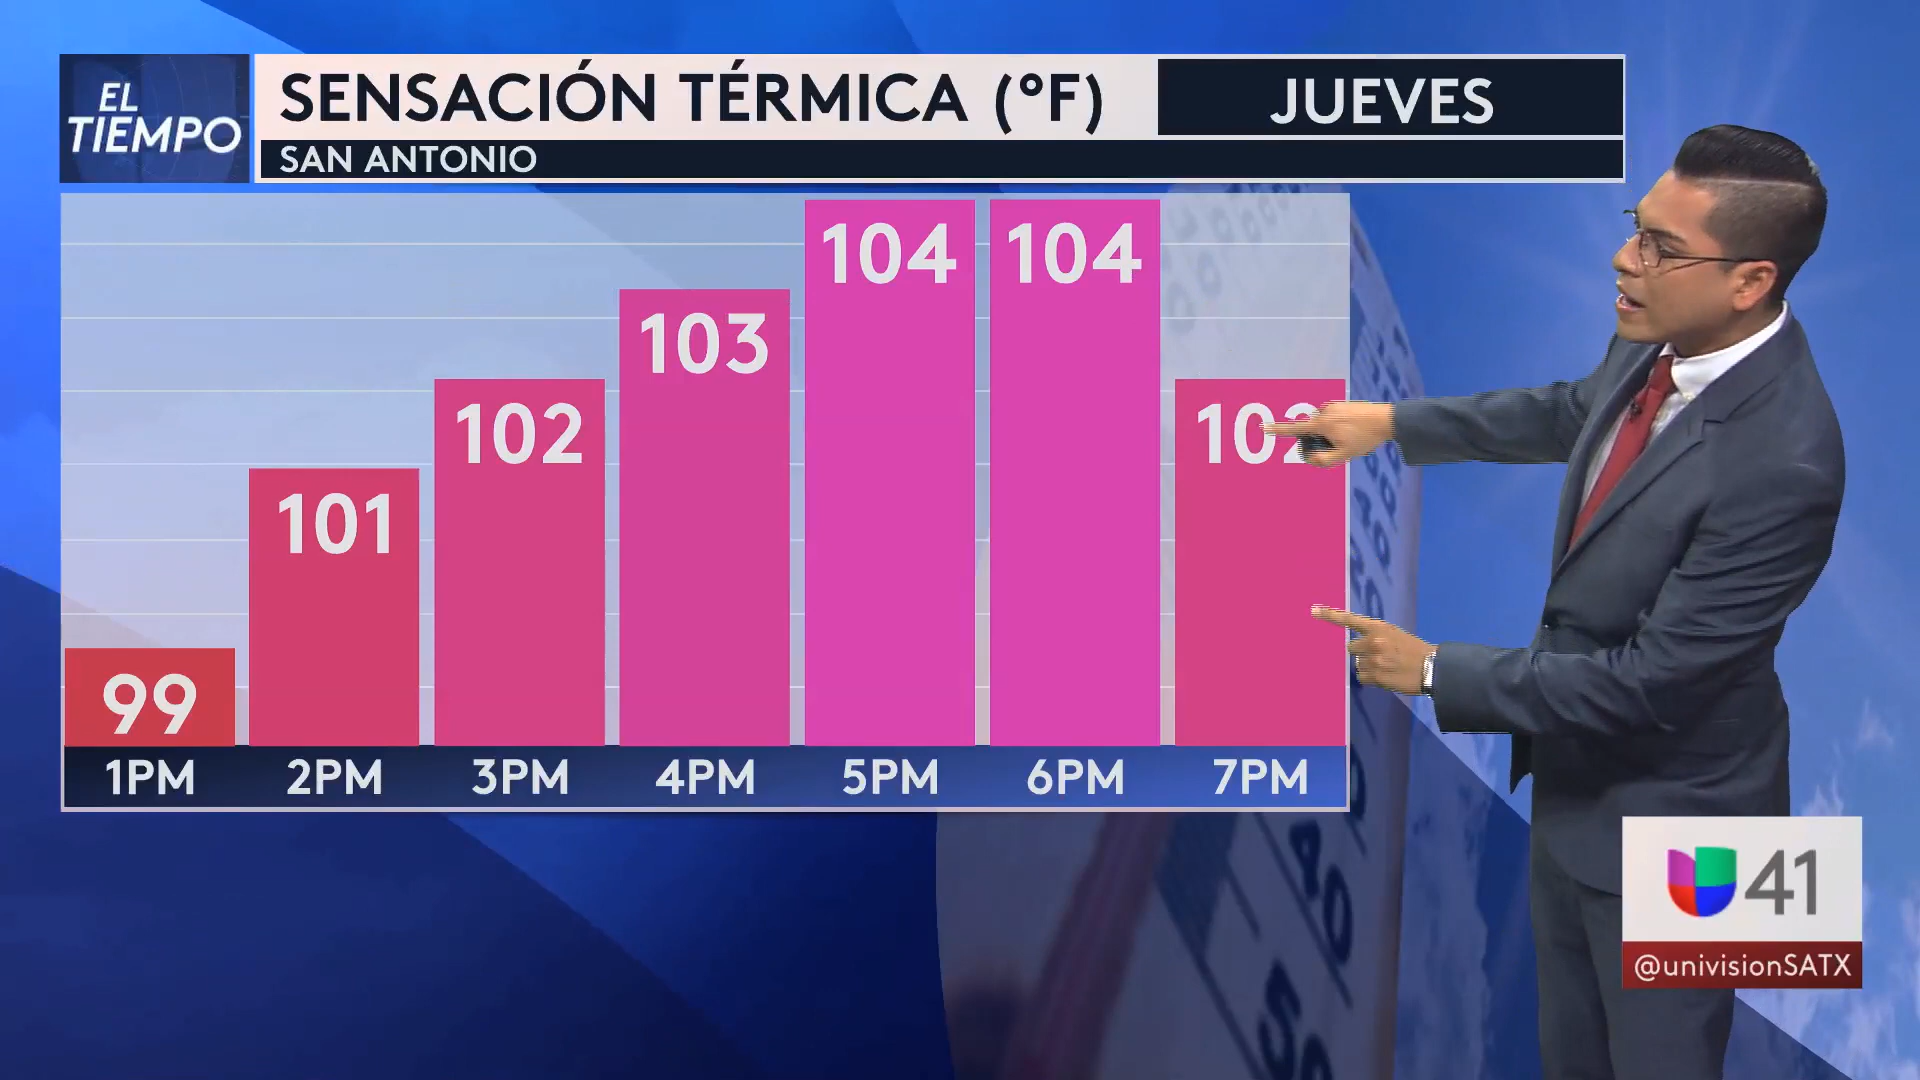 EL
TIEMPO
SENSACIÓN TÉRMICA (°F)
JUEVES
SAN ANTONIO
99
101
102
103
104
104
102
1PM
2PM
3PM
4PM
5PM
6PM
7PM
41
@univisionSATX